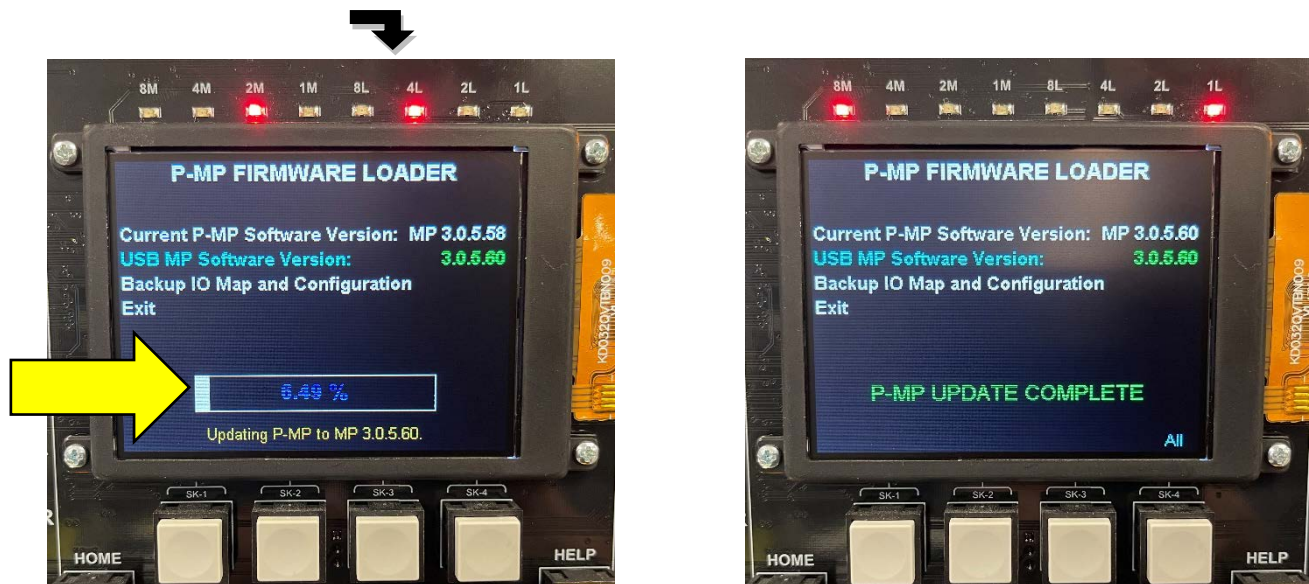 8M 4M 2M 1M 8L 4L 2L 1L
P-MP FIRMWARE LOADER
Current P-MP Software Version: MP 3.0.5.58
USB MP Software Version: 3.0.5.60
Backup IO Map and Configuration
Exit
6.49 %
Updating P-MP to MP 3.0.5.60.
KD032QVTBN009
SK-1 SK-2 SK-3 SK-4
HOME HELP
8M 4M 2M 1M 8L 4L 2L 1L
P-MP FIRMWARE LOADER
Current P-MP Software Version: MP 3.0.5.60
USB MP Software Version: 3.0.5.60
Backup IO Map and Configuration
Exit
P-MP UPDATE COMPLETE
All
KD032QVTBN009
SK-1 SK-2 SK-3 SK-4
HOME HELP